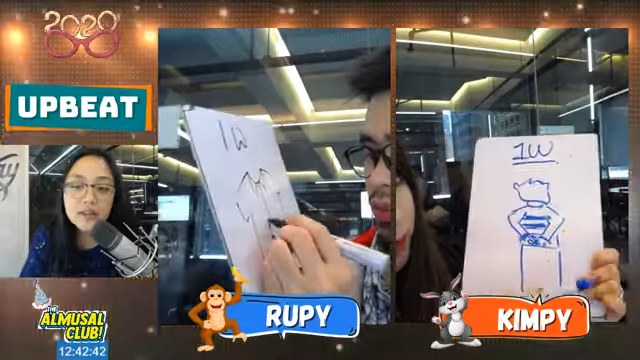 2020
UPBEAT
1W
1W
THE
ALMUSAL
CLUB!
12:42:42
RUPY
KIMPY